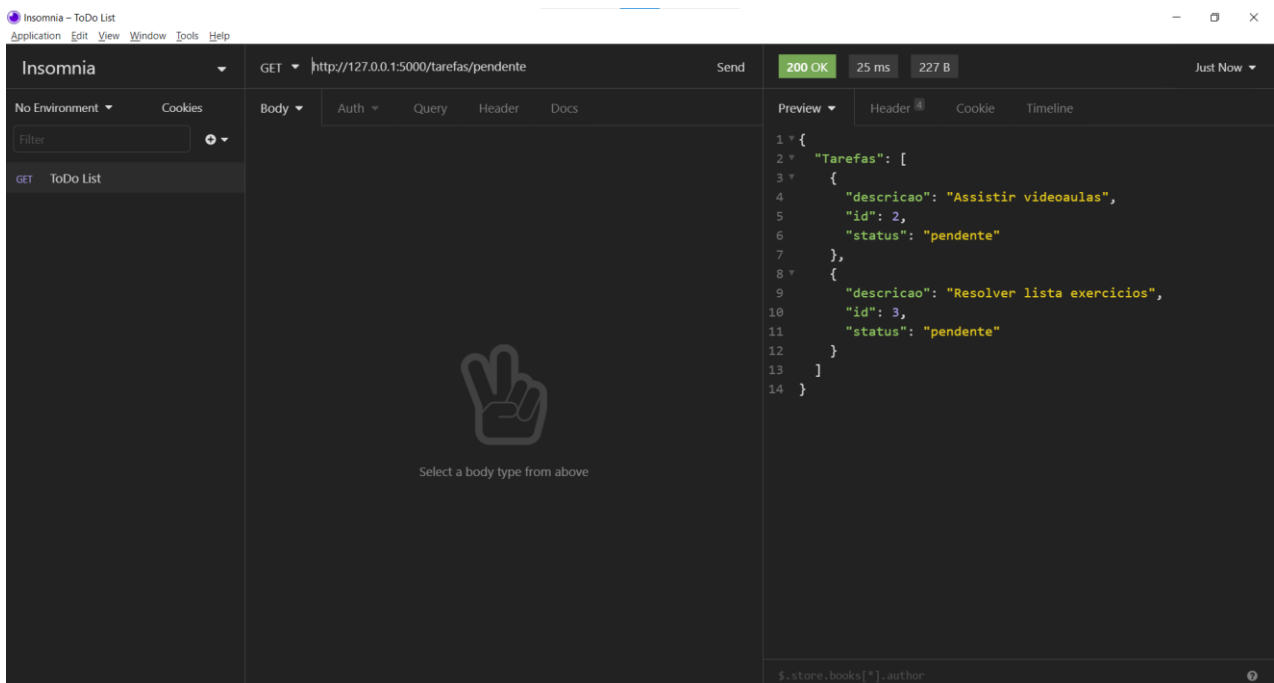 Insomnia – ToDo List
Application Edit View Window Tools Help
Insomnia
No Environment Cookies
Filter
GET ToDo List
GET http://127.0.0.1:5000/tarefas/pendente Send
Body Auth Query Header Docs
Select a body type from above
200 OK 25 ms 227 B Just Now
Preview Header 4 Cookie Timeline
1 {
2 "Tarefas": [
3 {
4 "descricao": "Assistir videoaulas",
5 "id": 2,
6 "status": "pendente"
7 },
8 {
9 "descricao": "Resolver lista exercicios",
10 "id": 3,
11 "status": "pendente"
12 }
13 ]
14 }
$.store.books[*].author